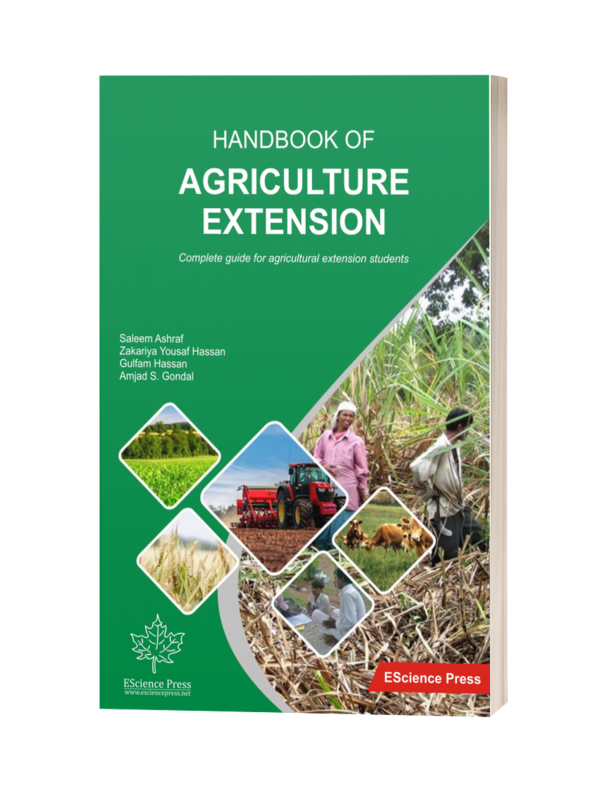 HANDBOOK OF
AGRICULTURE
EXTENSION
Complete guide for agricultural extension students
Saleem Ashraf
Zakariya Yousaf Hassan
Gulfam Hassan
Amjad S. Gondal
EScience Press
www.esciencepress.net
EScience Press